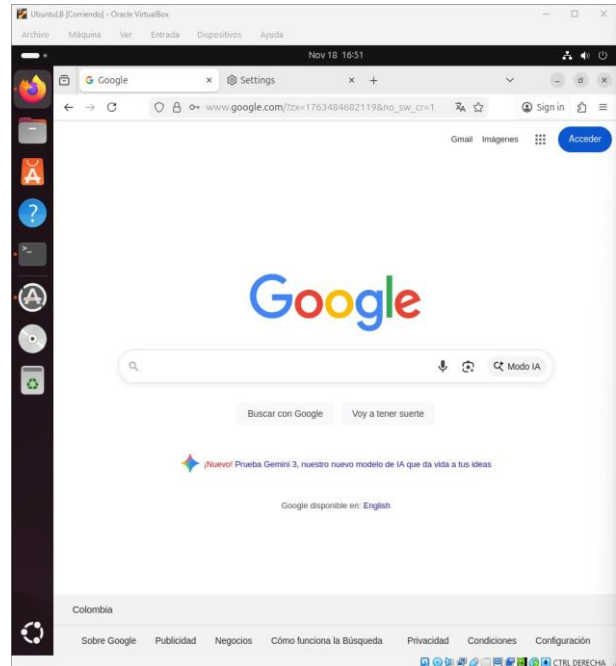 UbuntuLB [Corriendo] - Oracle VirtualBox
Archivo Máquina Ver Entrada Dispositivos Ayuda
Nov 18 16:51
Google Settings
www.google.com/?zx=1763484682119&no_sw_cr=1 Sign in
Gmail Imágenes Acceder
Google
Modo IA
Buscar con Google Voy a tener suerte
¡Nuevo! Prueba Gemini 3, nuestro nuevo modelo de IA que da vida a tus ideas
Google disponible en: English
Colombia
Sobre Google Publicidad Negocios Cómo funciona la Búsqueda Privacidad Condiciones Configuración
CTRL DERECHA